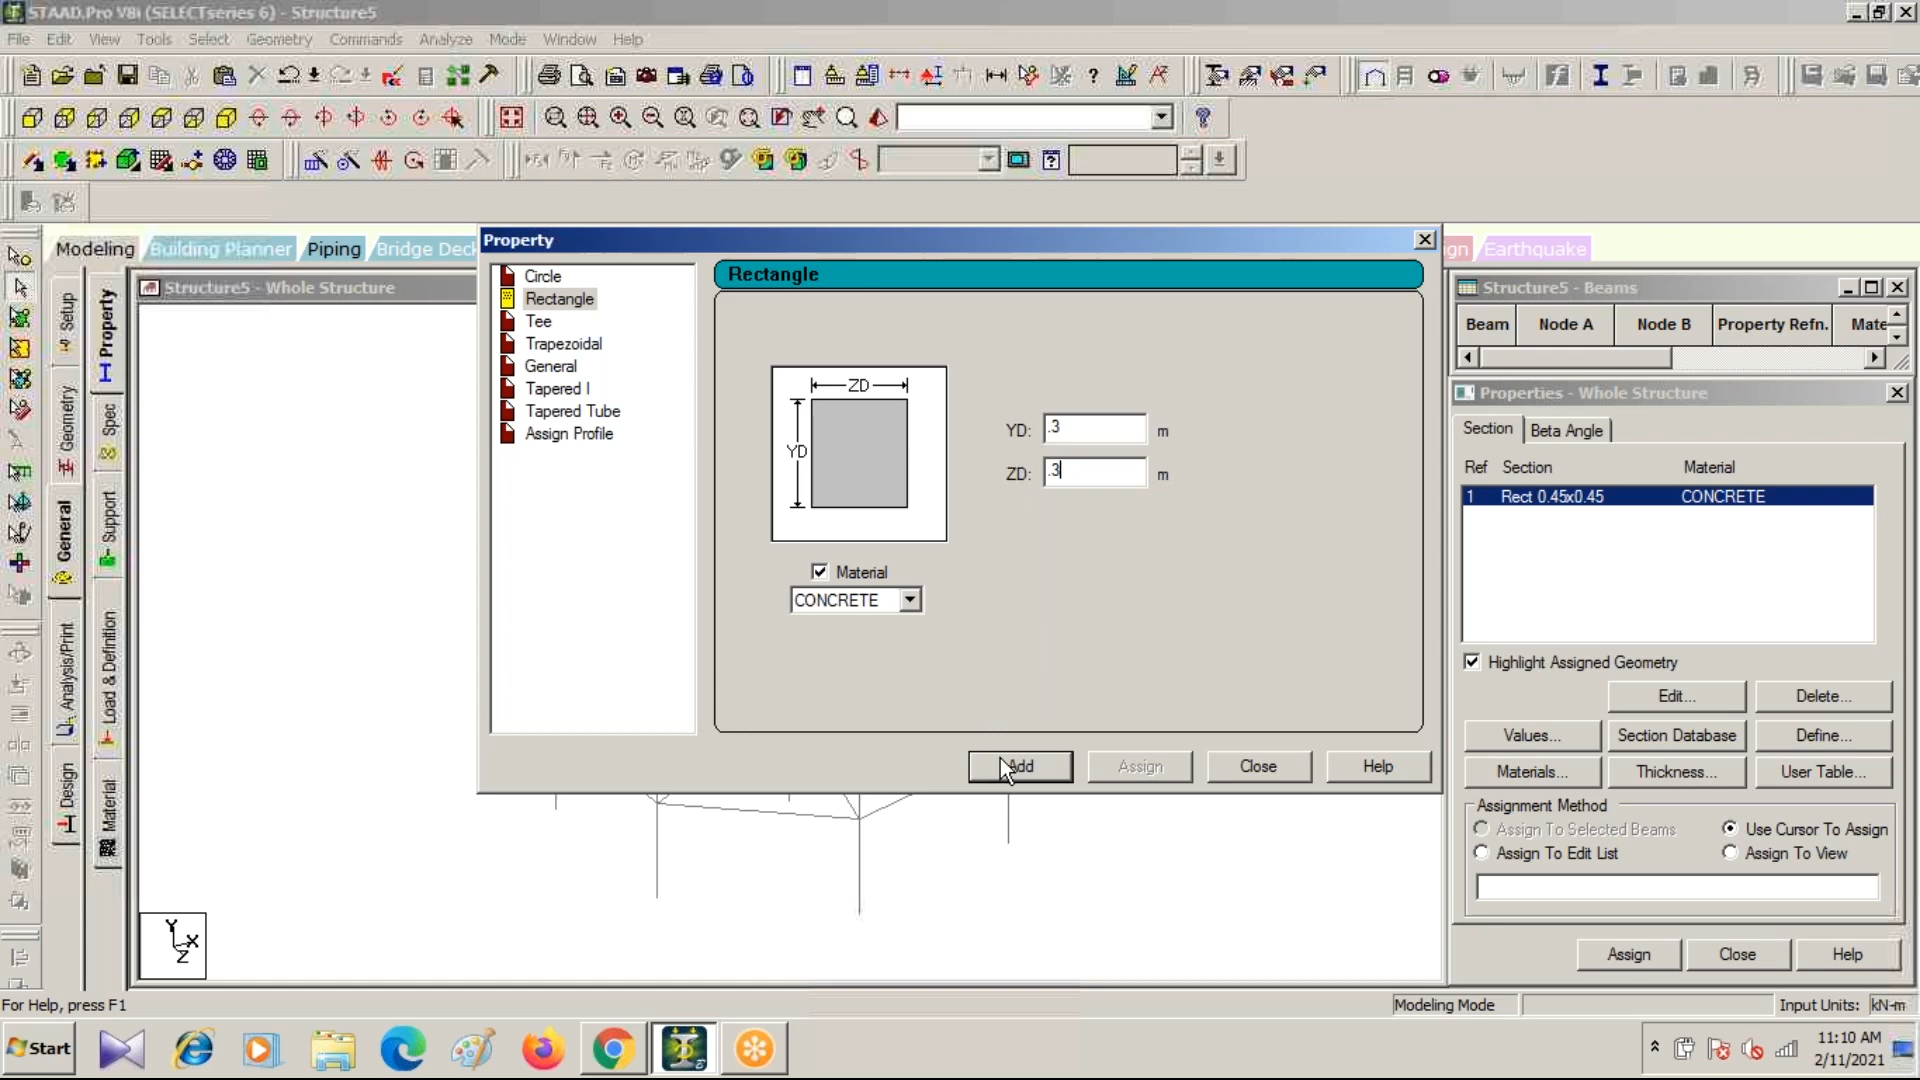 STAAD.Pro V8i (SELECTseries 6) - Structure5
File Edit View Tools Select Geometry Commands Analyze Mode Window Help
Modeling Building Planner Piping Bridge Deck
ign Earthquake
Setup
Geometry
General
Analysis/Print
Design
Property
Spec
Support
Load & Definition
Material
Structure5 - Whole Structure
Y
X
Z
Property
Circle
Rectangle
Tee
Trapezoidal
General
Tapered I
Tapered Tube
Assign Profile
Rectangle
ZD
YD
YD: .3 m
ZD: .3 m
Material
CONCRETE
Add Assign Close Help
Structure5 - Beams
Beam Node A Node B Property Refn. Mate
Properties - Whole Structure
Section Beta Angle
Ref Section Material
1 Rect 0.45x0.45 CONCRETE
Highlight Assigned Geometry
Edit... Delete...
Values... Section Database Define...
Materials... Thickness... User Table...
Assignment Method
Assign To Selected Beams Use Cursor To Assign
Assign To Edit List Assign To View
Assign Close Help
For Help, press F1
Modeling Mode Input Units: kN-m
Start
11:10 AM
2/11/2021